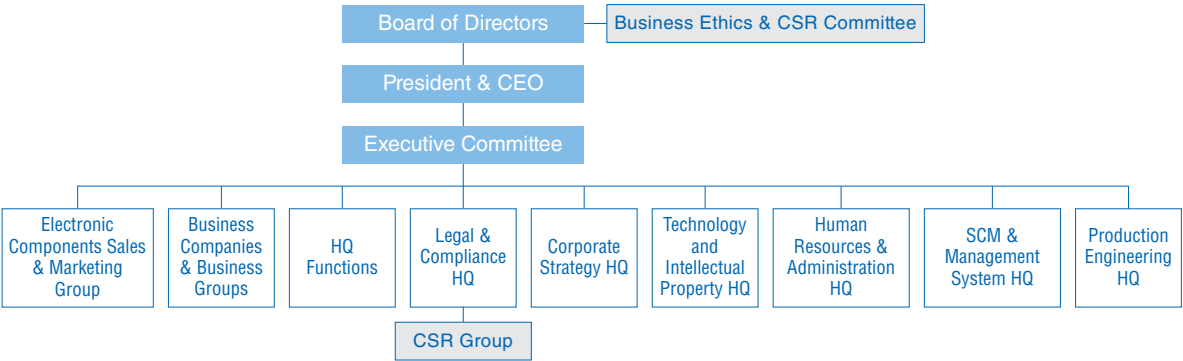 Board of Directors
Business Ethics & CSR Committee
President & CEO
Executive Committee
Electronic
Components Sales
& Marketing
Group
Business
Companies
& Business
Groups
HQ
Functions
Legal &
Compliance
HQ
Corporate
Strategy HQ
Technology
and
Intellectual
Property HQ
Human
Resources &
Administration
HQ
SCM &
Management
System HQ
Production
Engineering
HQ
CSR Group